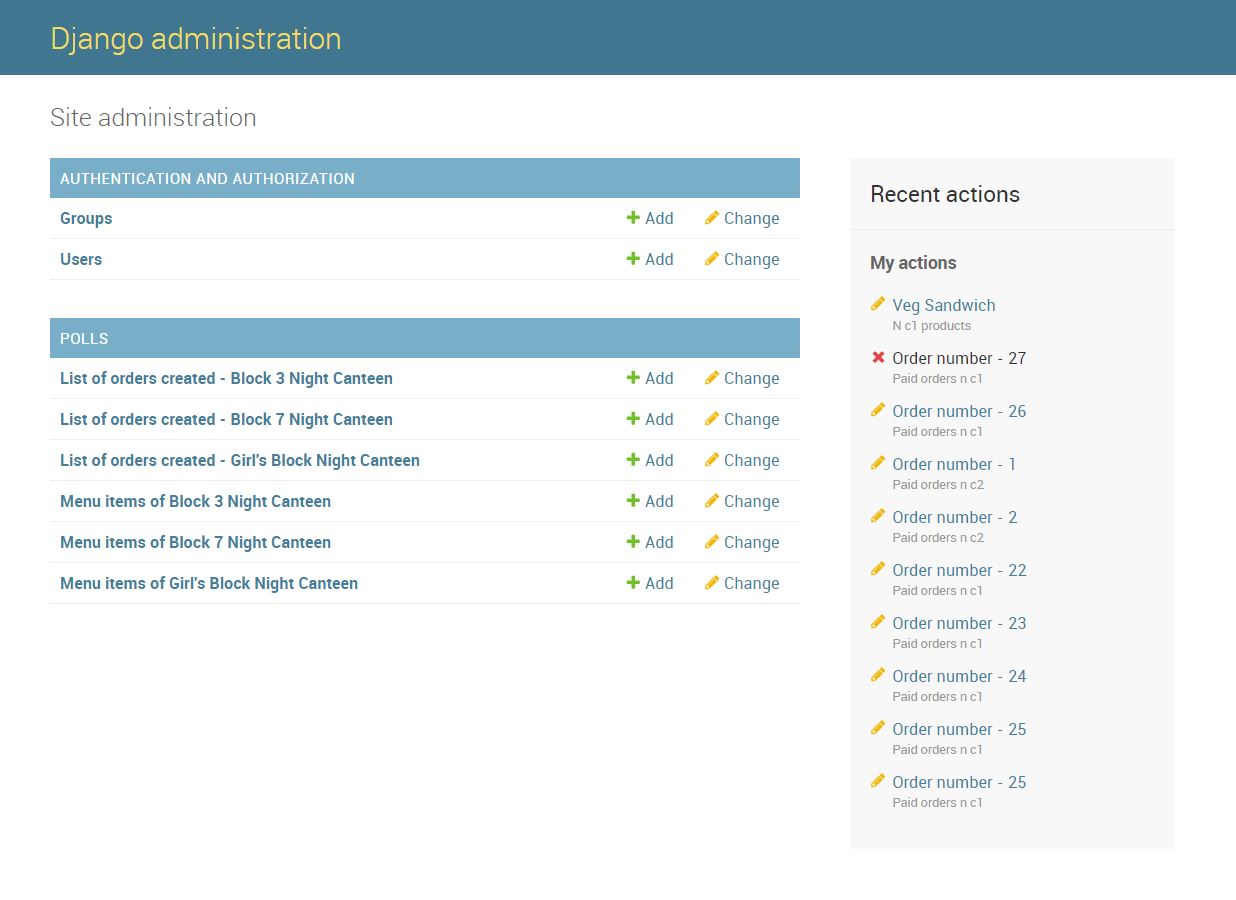 Django administration
Site administration
AUTHENTICATION AND AUTHORIZATION
Groups Add Change
Users Add Change
POLLS
List of orders created - Block 3 Night Canteen Add Change
List of orders created - Block 7 Night Canteen Add Change
List of orders created - Girl's Block Night Canteen Add Change
Menu items of Block 3 Night Canteen Add Change
Menu items of Block 7 Night Canteen Add Change
Menu items of Girl's Block Night Canteen Add Change
Recent actions
My actions
Veg Sandwich
N c1 products
Order number - 27
Paid orders n c1
Order number - 26
Paid orders n c1
Order number - 1
Paid orders n c2
Order number - 2
Paid orders n c2
Order number - 22
Paid orders n c1
Order number - 23
Paid orders n c1
Order number - 24
Paid orders n c1
Order number - 25
Paid orders n c1
Order number - 25
Paid orders n c1